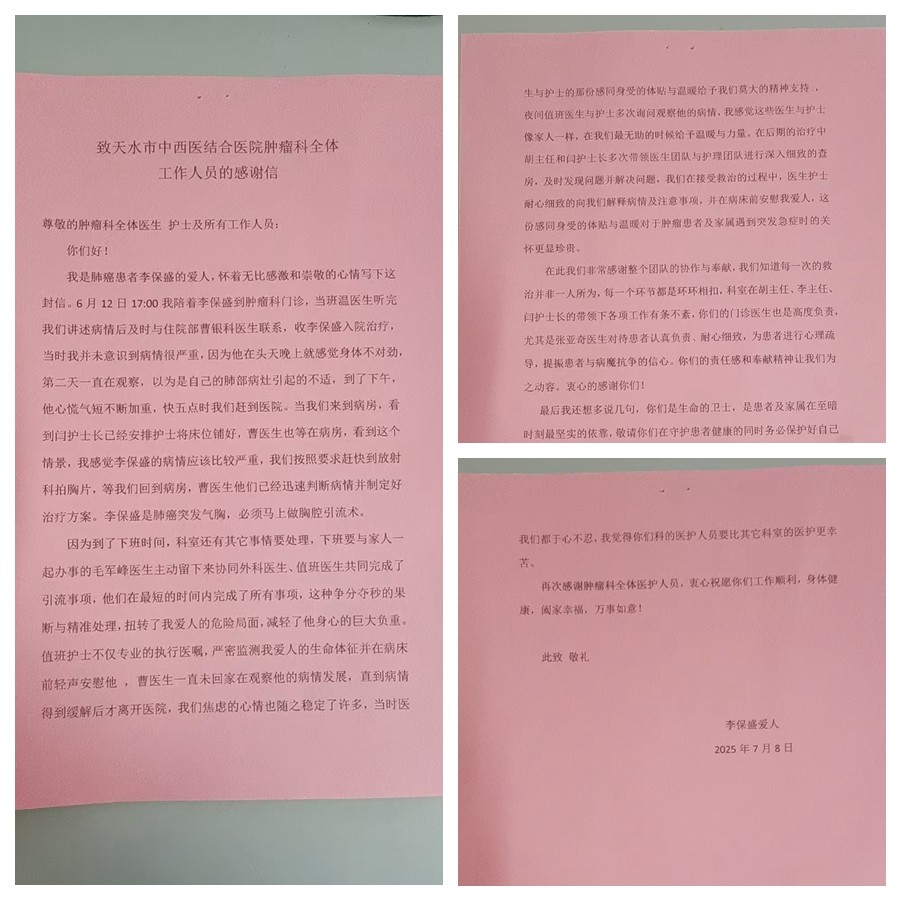 致天水市中西医结合医院肿瘤科全体
工作人员的感谢信
尊敬的肿瘤科全体医生 护士及所有工作人员:
你们好！
我是肺癌患者李保盛的爱人，怀着无比感激和崇敬的心情写下这
封信。6 月 12 日 17:00 我陪着李保盛到肿瘤科门诊，当班温医生听完
我们讲述病情后及时与住院部曹银科医生联系，收李保盛入院治疗，
当时我并未意识到病情很严重，因为他在头天晚上就感觉身体不对劲，
第二天一直在观察，以为是自己的肺部病灶引起的不适，到了下午，
他心慌气短不断加重，快五点时我们赶到医院。当我们来到病房，看
到闫护士长已经安排护士将床位铺好，曹医生也等在病房，看到这个
情景，我感觉李保盛的病情应该比较严重，我们按照要求赶快到放射
科拍胸片，等我们回到病房，曹医生他们已经迅速判断病情并制定好
治疗方案。李保盛是肺癌突发气胸，必须马上做胸腔引流术。
因为到了下班时间，科室还有其它事情要处理，下班要与家人一
起办事的毛军峰医生主动留下来协同外科医生、值班医生共同完成了
引流事项，他们在最短的时间内完成了所有事项，这种争分夺秒的果
断与精准处理，扭转了我爱人的危险局面，减轻了他身心的巨大负重。
值班护士不仅专业的执行医嘱，严密监测我爱人的生命体征并在病床
前轻声安慰他 ，曹医生一直未回家在观察他的病情发展，直到病情
得到缓解后才离开医院，我们焦虑的心情也随之稳定了许多，当时医
生与护士的那份感同身受的体贴与温暖给予我们莫大的精神支持 ，
夜间值班医生与护士多次询问观察他的病情，我感觉这些医生与护士
像家人一样，在我们最无助的时候给予温暖与力量。在后期的治疗中
胡主任和闫护士长多次带领医生团队与护理团队进行深入细致的查
房，及时发现问题并解决问题，我们在接受救治的过程中，医生护士
耐心细致的向我们解释病情及注意事项，并在病床前安慰我爱人，这
份感同身受的体贴与温暖对于肿瘤患者及家属遇到突发急症时的关
怀更显珍贵。
在此我们非常感谢整个团队的协作与奉献，我们知道每一次的救
治并非一人所为，每一个环节都是环环相扣，科室在胡主任、李主任、
闫护士长的带领下各项工作有条不紊，你们的门诊医生也是高度负责，
尤其是张亚奇医生对待患者认真负责、耐心细致，为患者进行心理疏
导，提振患者与病魔抗争的信心。你们的责任感和奉献精神让我们为
之动容。衷心的感谢你们！
最后我还想多说几句，你们是生命的卫士，是患者及家属在至暗
时刻最坚实的依靠，敬请你们在守护患者健康的同时务必保护好自己
我们都于心不忍，我觉得你们科的医护人员要比其它科室的医护更辛
苦。
再次感谢肿瘤科全体医护人员，衷心祝愿你们工作顺利，身体健
康，阖家幸福，万事如意！
此致 敬礼
李保盛爱人
2025 年 7 月 8 日